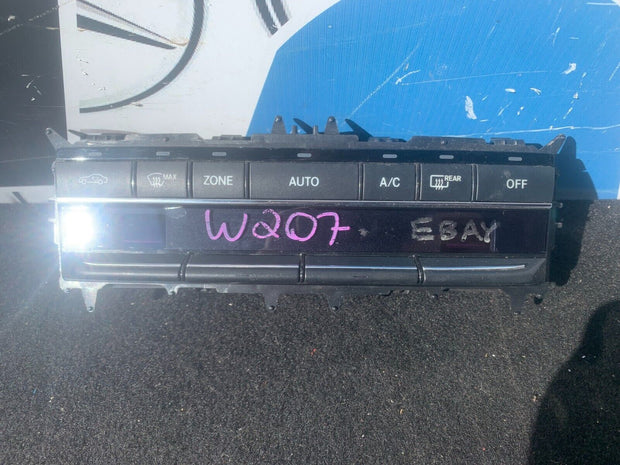 MAX ZONE AUTO A/C REAR OFF
W207 EBAY